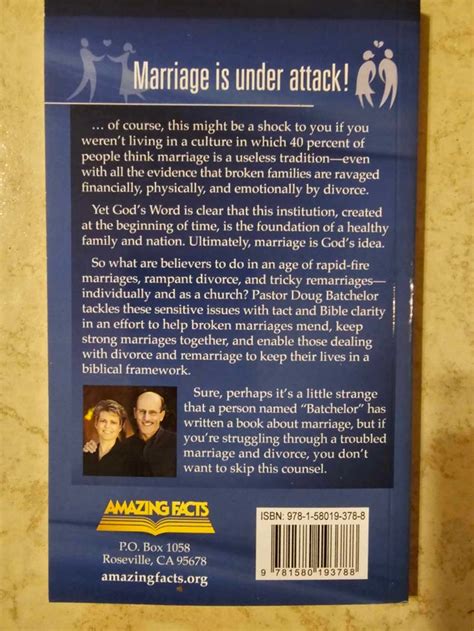 Marriage is under attack!
... of course, this might be a shock to you if you
weren't living in a culture in which 40 percent of
people think marriage is a useless tradition—even
with all the evidence that broken families are ravaged
financially, physically, and emotionally by divorce.
Yet God's Word is clear that this institution, created
at the beginning of time, is the foundation of a healthy
family and nation. Ultimately, marriage is God's idea.
So what are believers to do in an age of rapid-fire
marriages, rampant divorce, and tricky remarriages—
individually and as a church? Pastor Doug Batchelor
tackles these sensitive issues with tact and Bible clarity
in an effort to help broken marriages mend, keep
strong marriages together, and enable those dealing
with divorce and remarriage to keep their lives in a
biblical framework.
Sure, perhaps it's a little strange
that a person named "Batchelor" has
written a book about marriage, but if
you're struggling through a troubled
marriage and divorce, you don't
want to skip this counsel.
AMAZING FACTS
P.O. Box 1058
Roseville, CA 95678
amazingfacts.org
ISBN: 978-1-58019-378-8
9 781580 193788